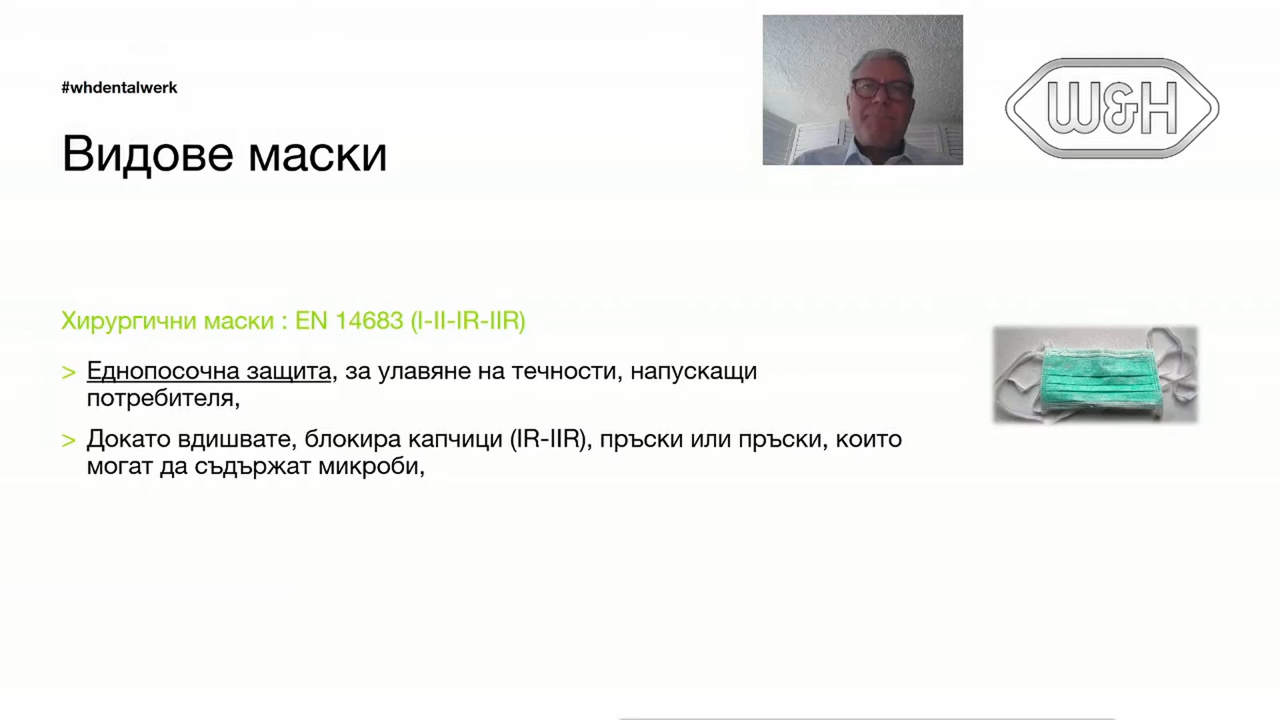 #whdentalwerk
W&H
Видове маски
Хирургични маски : EN 14683 (I-II-IR-IIR)
> Еднопосочна защита, за улавяне на течности, напускащи
потребителя,
> Докато вдишвате, блокира капчици (IR-IIR), пръски или пръски, които
могат да съдържат микроби,